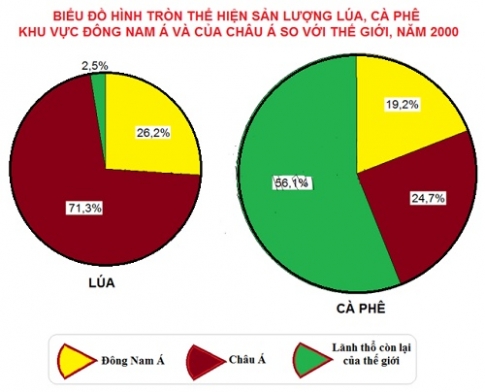 BIỂU ĐỒ HÌNH TRÒN THỂ HIỆN SẢN LƯỢNG LÚA, CÀ PHÊ
KHU VỰC ĐÔNG NAM Á VÀ CỦA CHÂU Á SO VỚI THẾ GIỚI, NĂM 2000
2,5%
26,2%
71,3%
LÚA
19,2%
56,1%
24,7%
CÀ PHÊ
Đông Nam Á
Châu Á
Lãnh thổ còn lại
của thế giới